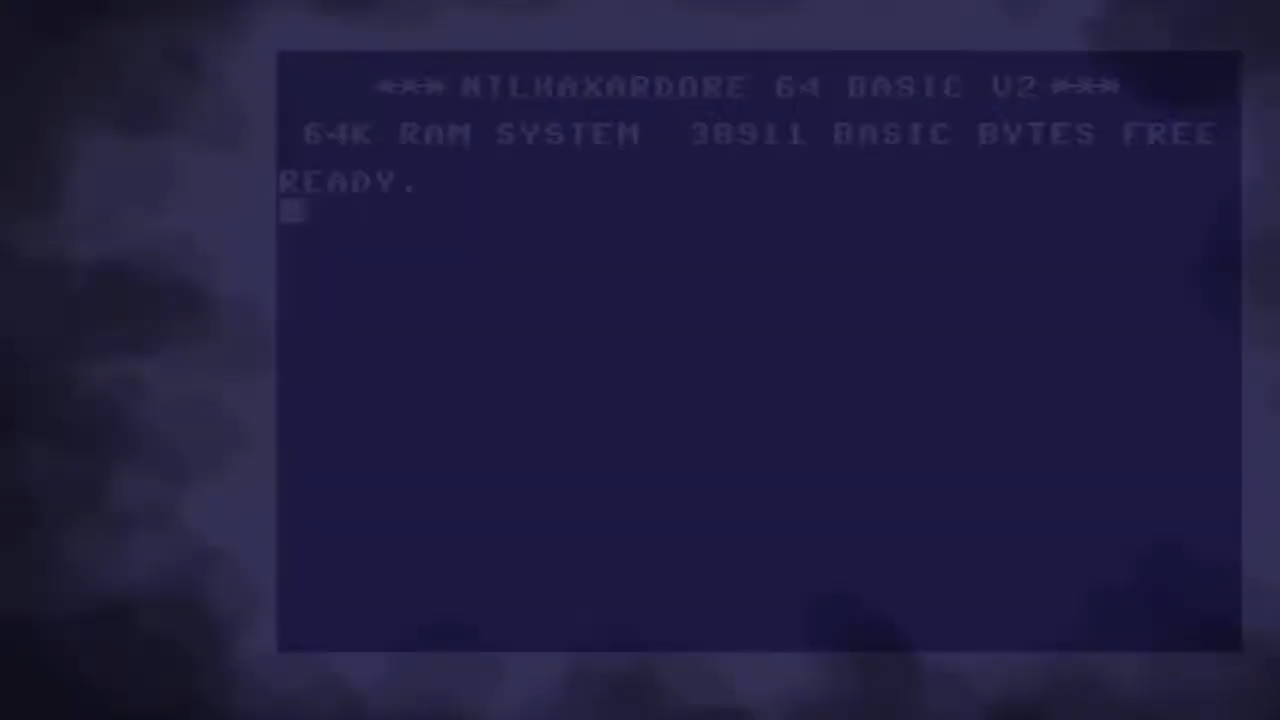 *** NILHAXARDORE 64 BASIC V2 ***
64K RAM SYSTEM 38911 BASIC BYTES FREE
READY.